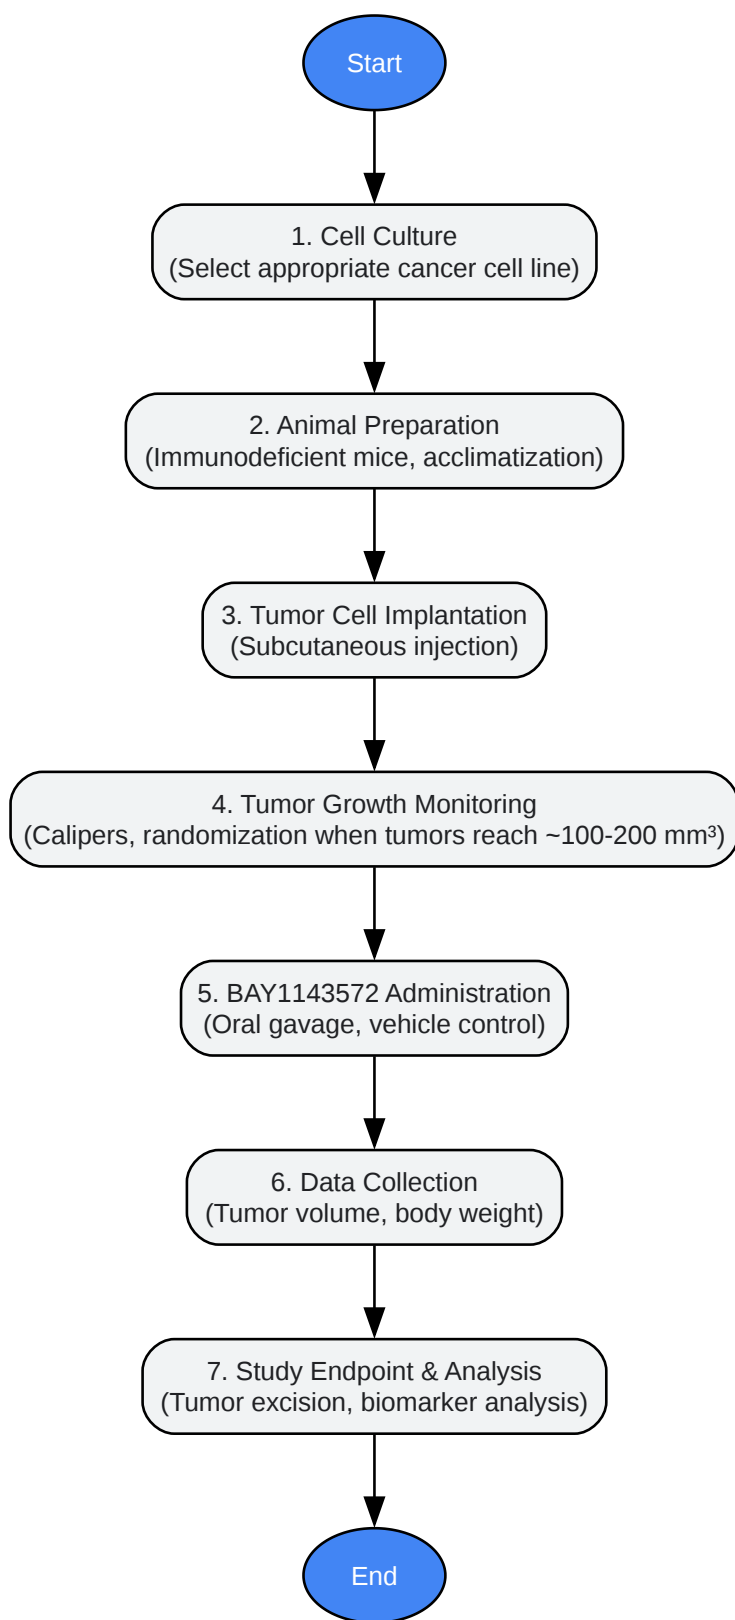 Start
1. Cell Culture
(Select appropriate cancer cell line)
2. Animal Preparation
(Immunodeficient mice, acclimatization)
3. Tumor Cell Implantation
(Subcutaneous injection)
4. Tumor Growth Monitoring
(Calipers, randomization when tumors reach ~100-200 mm³)
5. BAY1143572 Administration
(Oral gavage, vehicle control)
6. Data Collection
(Tumor volume, body weight)
7. Study Endpoint & Analysis
(Tumor excision, biomarker analysis)
End